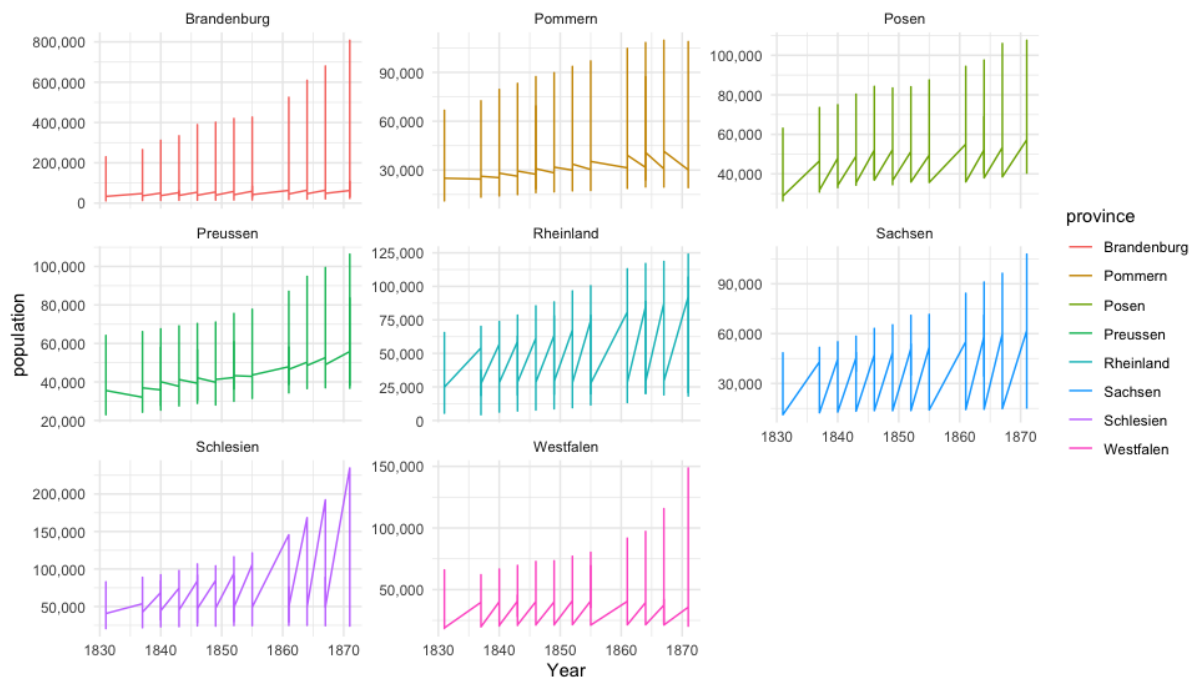 Brandenburg
Pommern
Posen
800,000
600,000
400,000
200,000
0
90,000
60,000
30,000
100,000
80,000
60,000
40,000
Preussen
Rheinland
Sachsen
100,000
80,000
60,000
40,000
20,000
125,000
100,000
75,000
50,000
25,000
0
90,000
60,000
30,000
1830 1840 1850 1860 1870
Schlesien
Westfalen
200,000
150,000
100,000
50,000
150,000
100,000
50,000
1830 1840 1850 1860 1870
1830 1840 1850 1860 1870
population
Year
province
Brandenburg
Pommern
Posen
Preussen
Rheinland
Sachsen
Schlesien
Westfalen